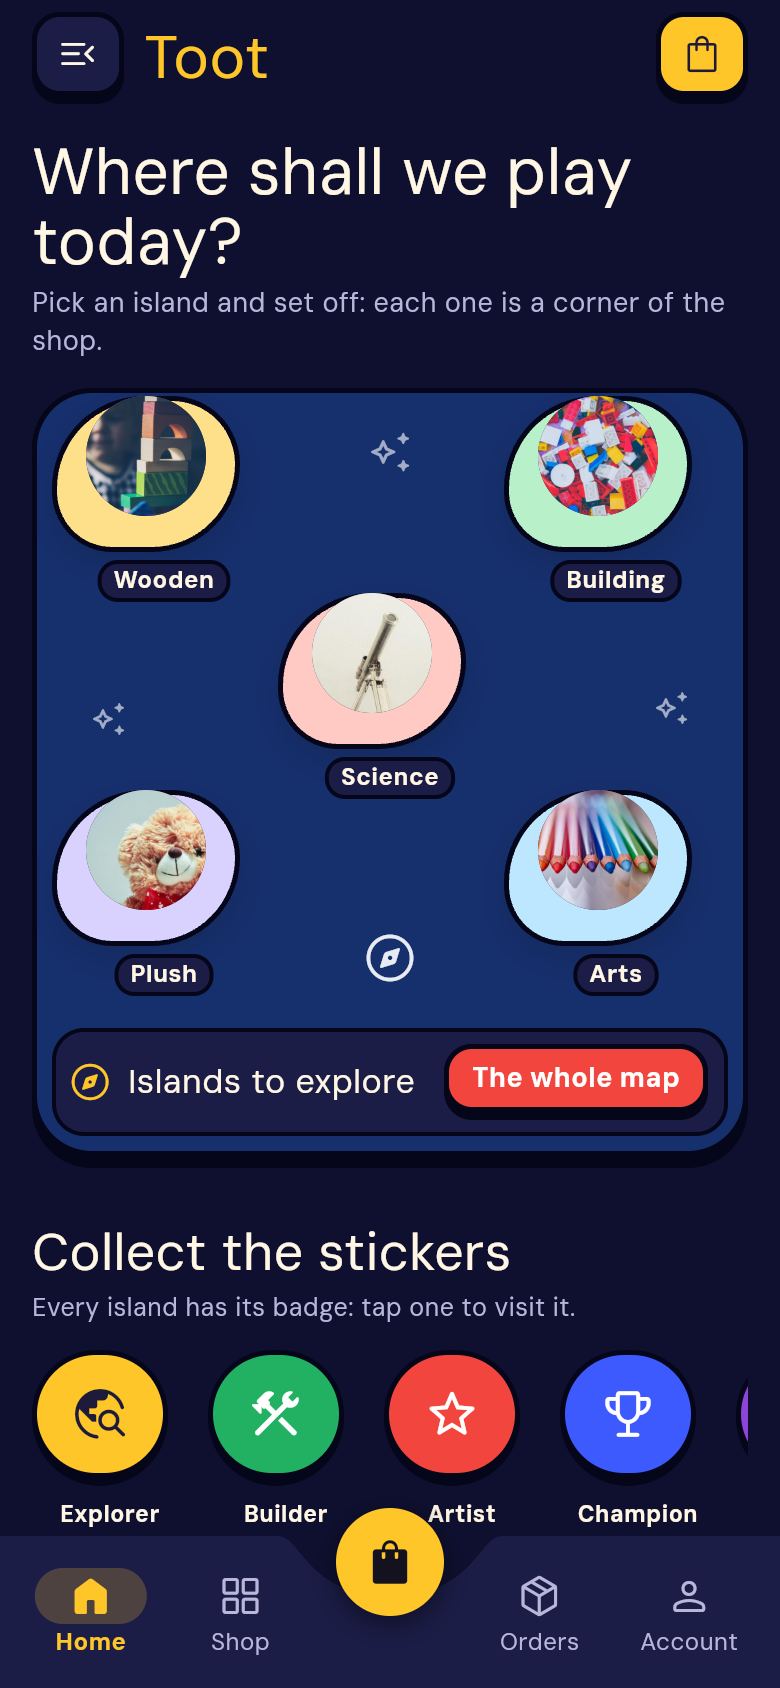 Toot
Where shall we play
today?
Pick an island and set off: each one is a corner of the
shop.
Wooden
Building
Science
Plush
Arts
Islands to explore
The whole map
Collect the stickers
Every island has its badge: tap one to visit it.
Explorer
Builder
Artist
Champion
Home
Shop
Orders
Account